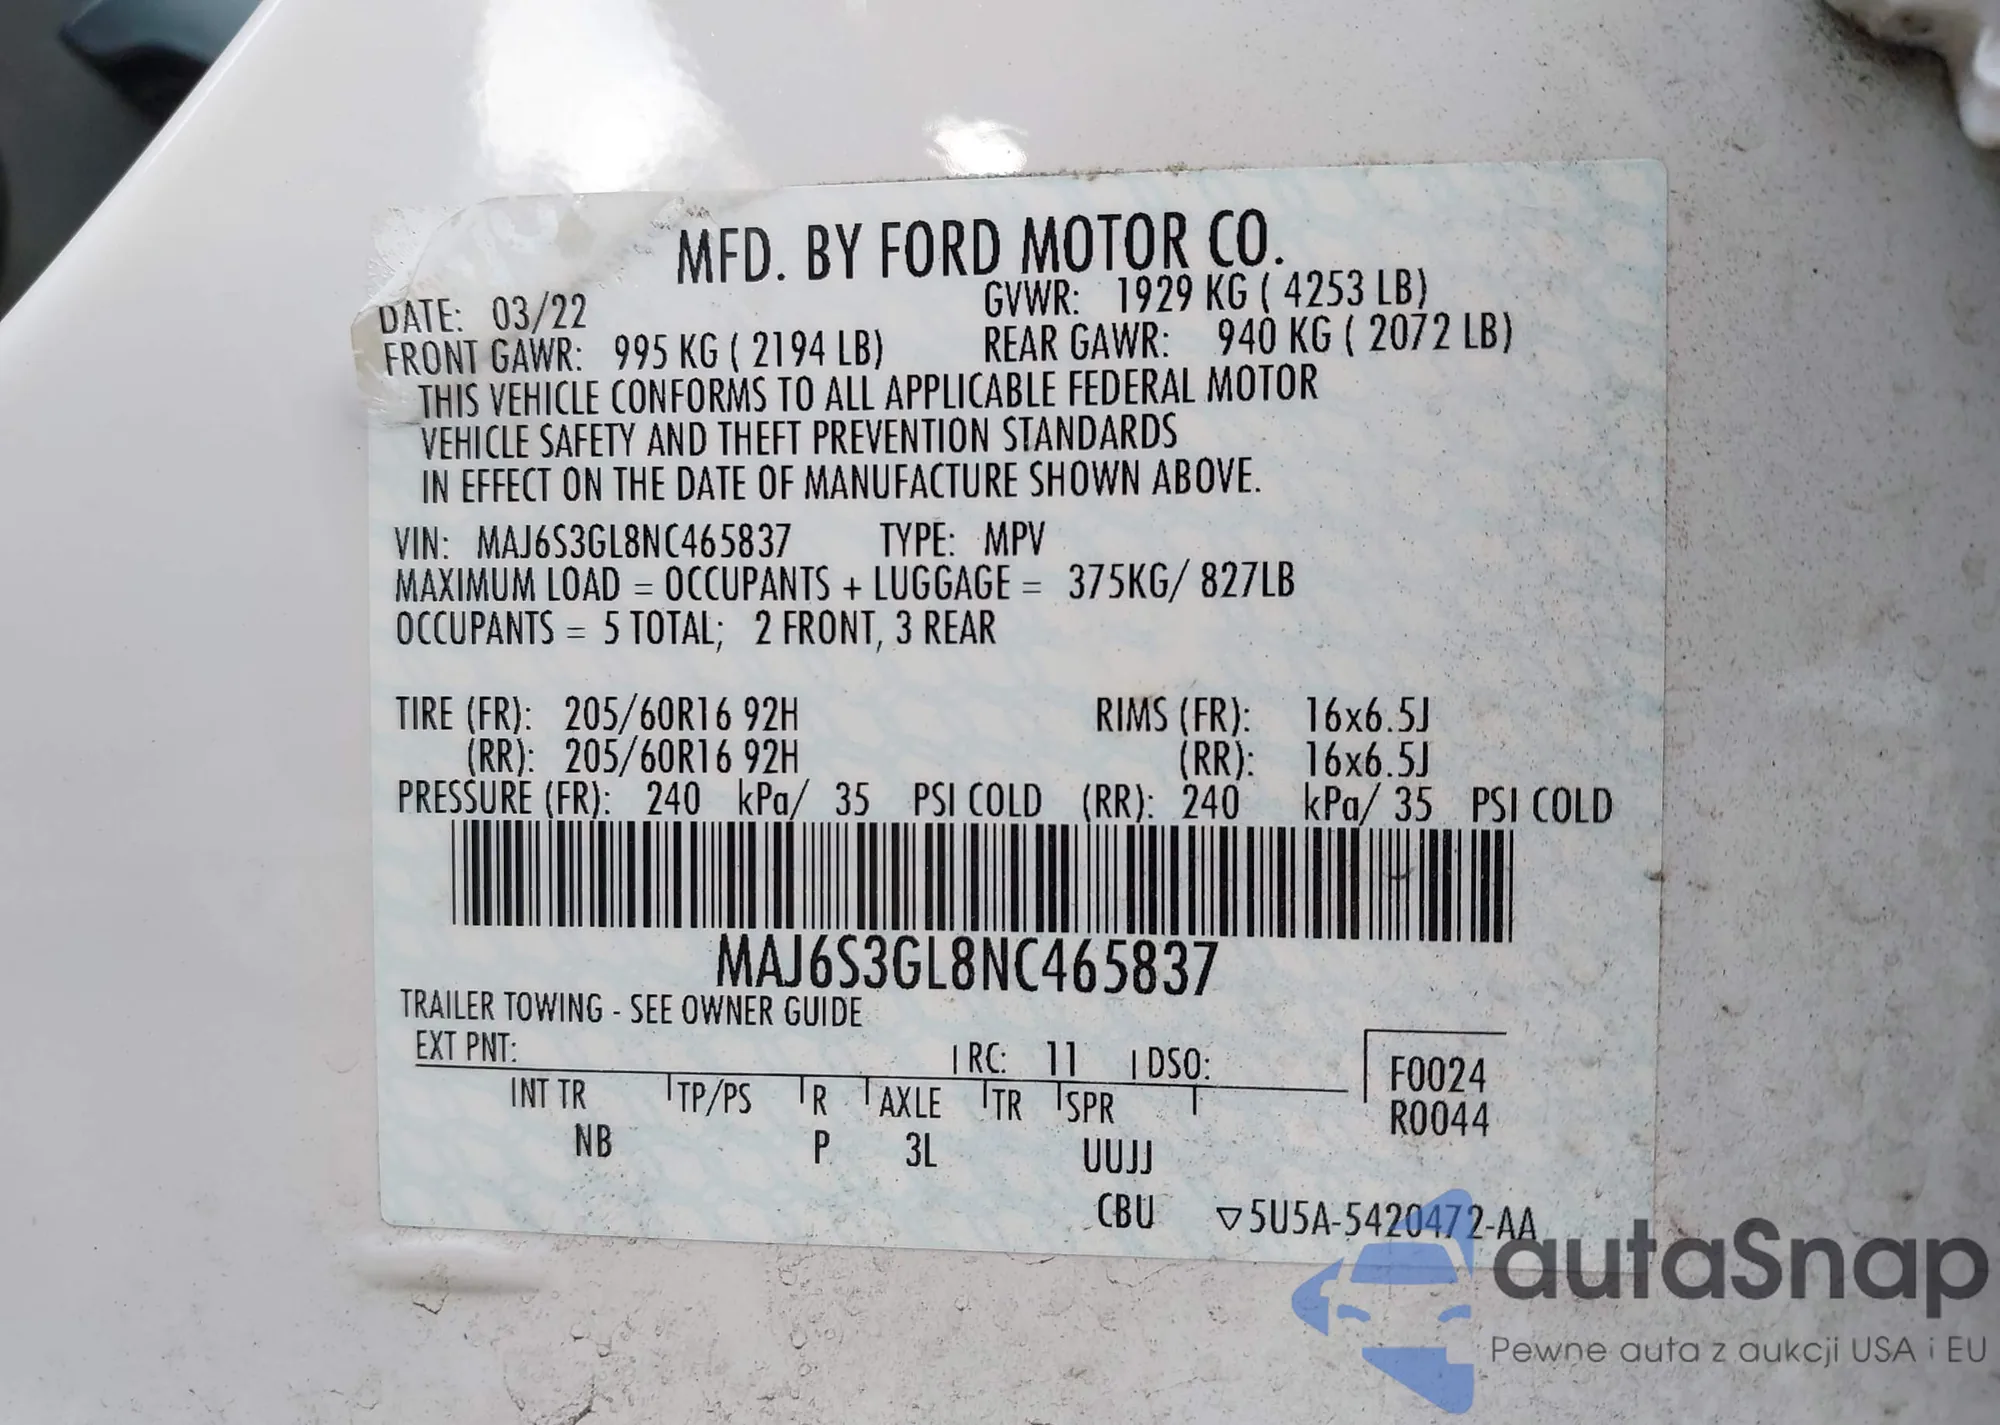 MFD. BY FORD MOTOR CO.
DATE: 03/22 GVWR: 1929 KG ( 4253 LB)
FRONT GAWR: 995 KG ( 2194 LB) REAR GAWR: 940 KG ( 2072 LB)
THIS VEHICLE CONFORMS TO ALL APPLICABLE FEDERAL MOTOR
VEHICLE SAFETY AND THEFT PREVENTION STANDARDS
IN EFFECT ON THE DATE OF MANUFACTURE SHOWN ABOVE.
VIN: MAJ6S3GL8NC465837 TYPE: MPV
MAXIMUM LOAD = OCCUPANTS + LUGGAGE = 375KG/ 827LB
OCCUPANTS = 5 TOTAL; 2 FRONT, 3 REAR
TIRE (FR): 205/60R16 92H RIMS (FR): 16x6.5J
(RR): 205/60R16 92H (RR): 16x6.5J
PRESSURE (FR): 240 kPa/ 35 PSI COLD (RR): 240 kPa/ 35 PSI COLD
MAJ6S3GL8NC465837
TRAILER TOWING - SEE OWNER GUIDE
EXT PNT: RC: 11 DSO: F0024
INT TR TP/PS R AXLE TR SPR R0044
NB P 3L UUJJ
CBU ▽5U5A-5420472-AA
autaSnap
Pewne auta z aukcji USA i EU